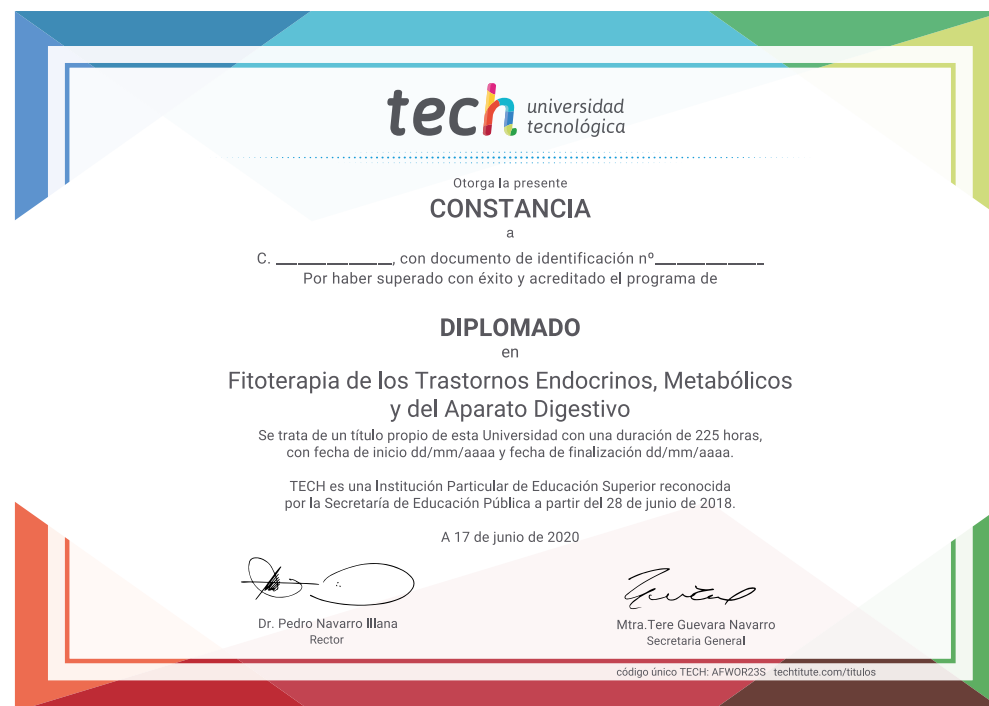 tech universidad
tecnológica
Otorga la presente
CONSTANCIA
a
C. ______________, con documento de identificación nº_____________
Por haber superado con éxito y acreditado el programa de
DIPLOMADO
en
Fitoterapia de los Trastornos Endocrinos, Metabólicos
y del Aparato Digestivo
Se trata de un título propio de esta Universidad con una duración de 225 horas,
con fecha de inicio dd/mm/aaaa y fecha de finalización dd/mm/aaaa.
TECH es una Institución Particular de Educación Superior reconocida
por la Secretaría de Educación Pública a partir del 28 de junio de 2018.
A 17 de junio de 2020
Dr. Pedro Navarro Illana
Rector
Mtra.Tere Guevara Navarro
Secretaria General
código único TECH: AFWOR23S techtitute.com/titulos